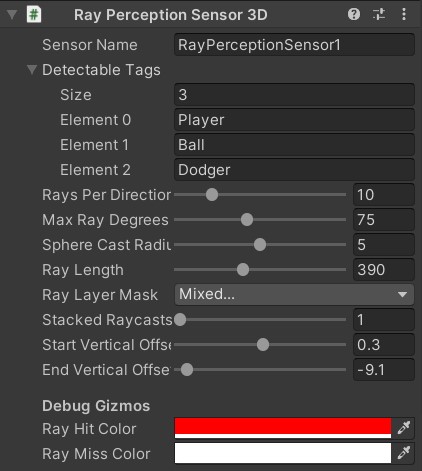 Ray Perception Sensor 3D
Sensor Name RayPerceptionSensor1
Detectable Tags
Size 3
Element 0 Player
Element 1 Ball
Element 2 Dodger
Rays Per Direction 10
Max Ray Degrees 75
Sphere Cast Radiu 5
Ray Length 390
Ray Layer Mask Mixed...
Stacked Raycasts 1
Start Vertical Offse 0.3
End Vertical Offse -9.1
Debug Gizmos
Ray Hit Color
Ray Miss Color